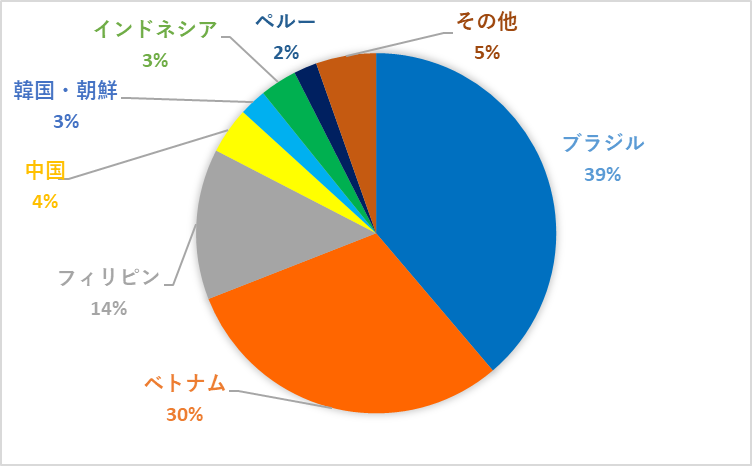 ブラジル
39%
ベトナム
30%
フィリピン
14%
中国
4%
韓国・朝鮮
3%
インドネシア
3%
ペルー
2%
その他
5%